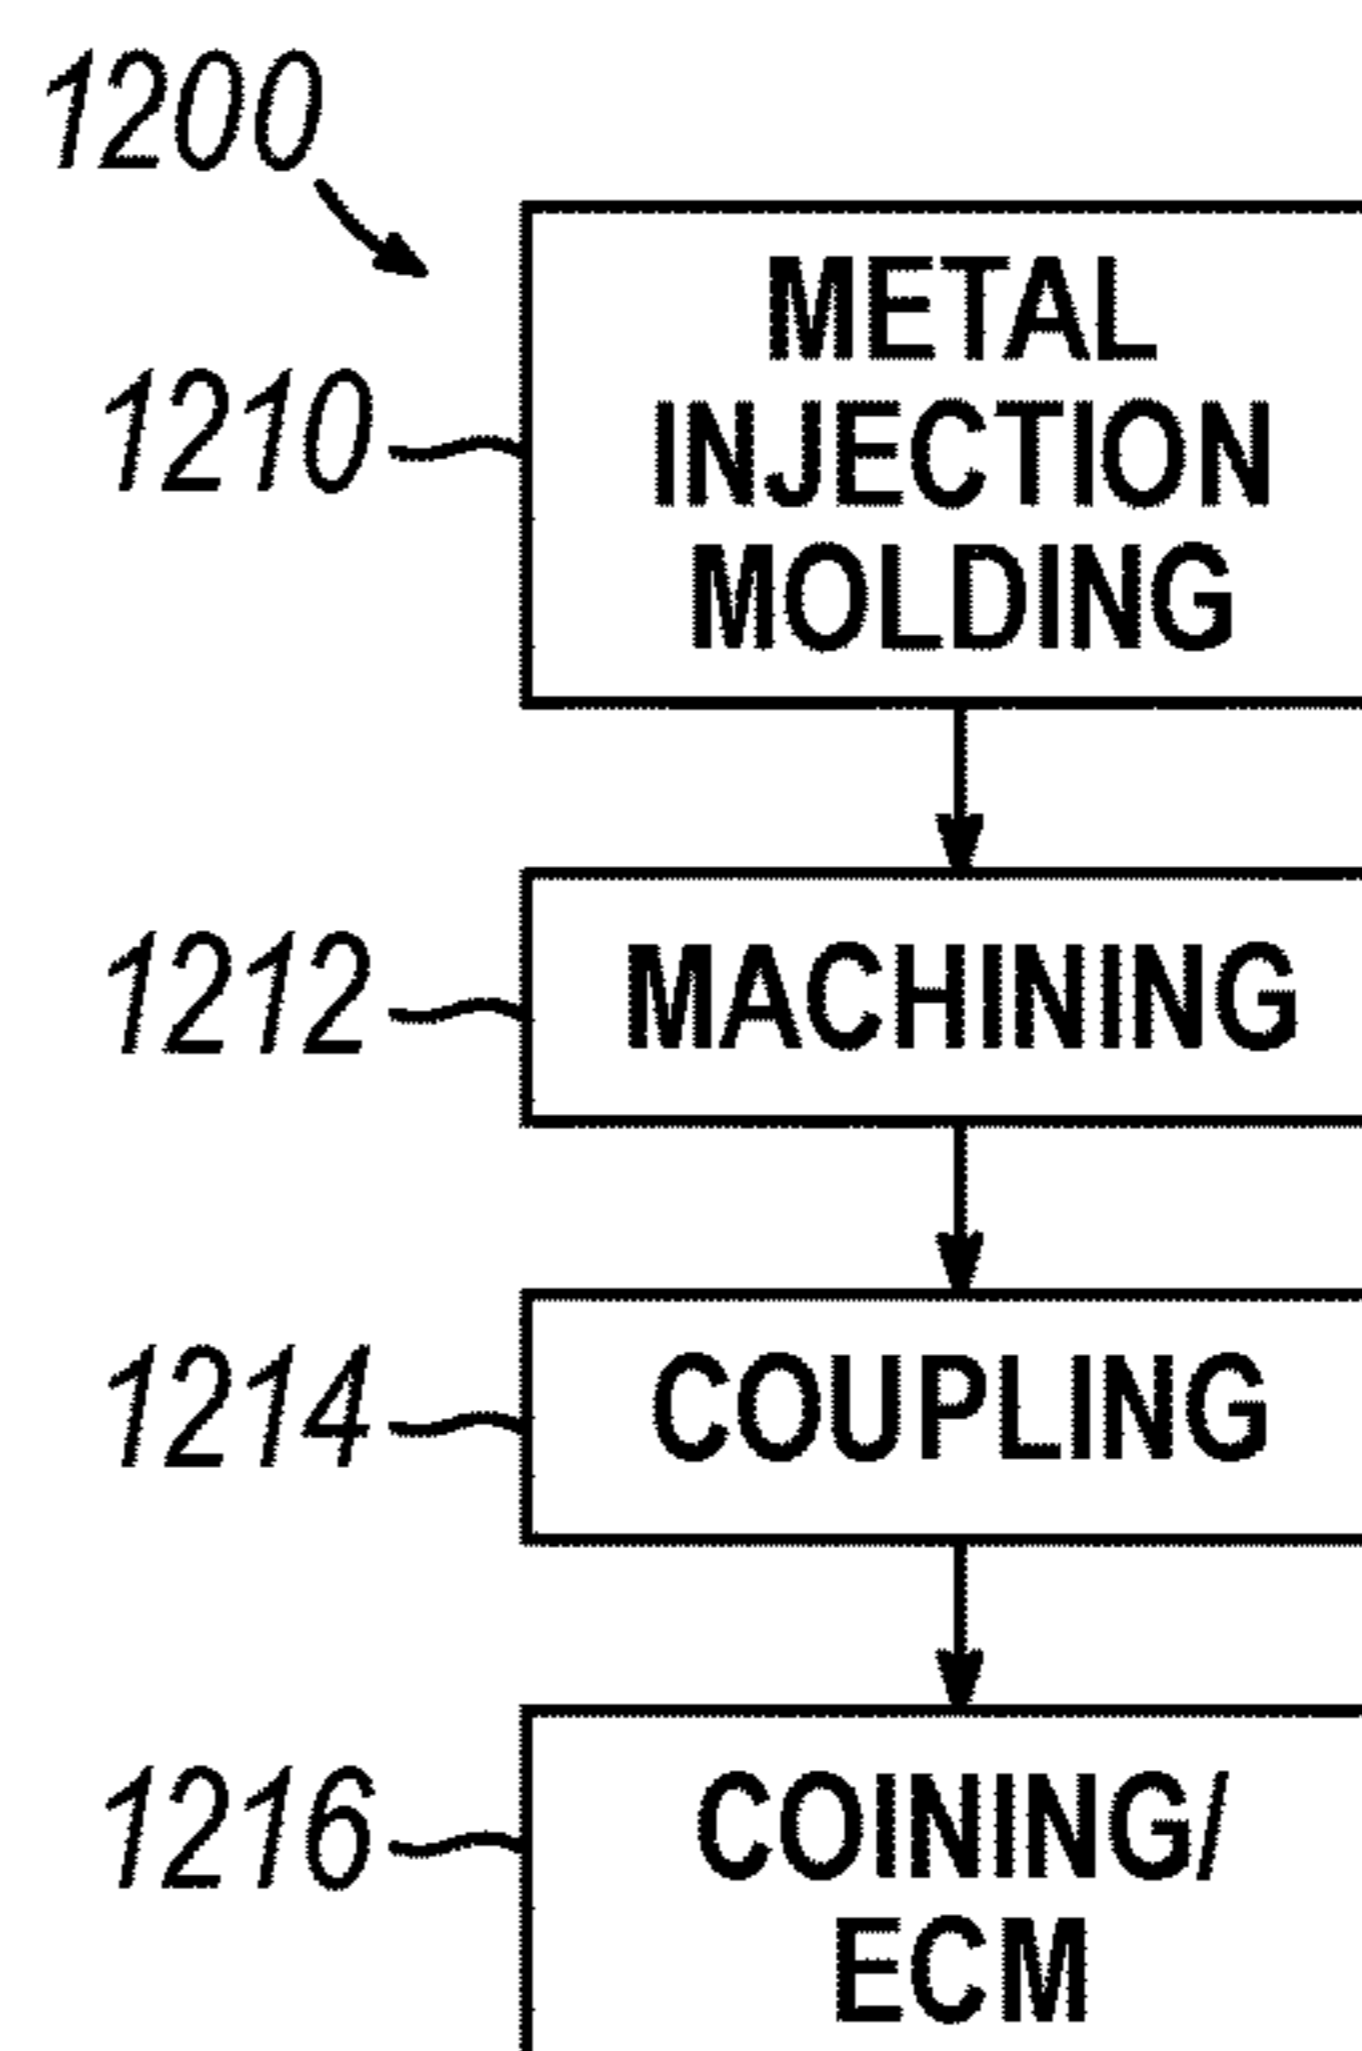 1200
METAL
1210
INJECTION
MOLDING
1212
MACHINING
1214
COUPLING
1216
COINING/
ECM